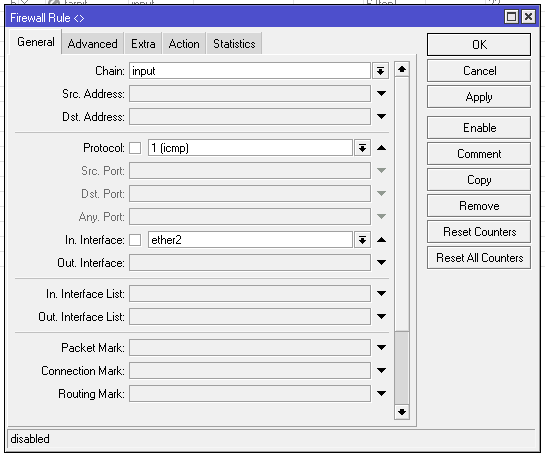 Firewall Rule <>
General Advanced Extra Action Statistics
Chain: input
Src. Address:
Dst. Address:
Protocol: 1 (icmp)
Src. Port:
Dst. Port:
Any. Port:
In. Interface: ether2
Out. Interface:
In. Interface List:
Out. Interface List:
Packet Mark:
Connection Mark:
Routing Mark:
OK
Cancel
Apply
Enable
Comment
Copy
Remove
Reset Counters
Reset All Counters
disabled